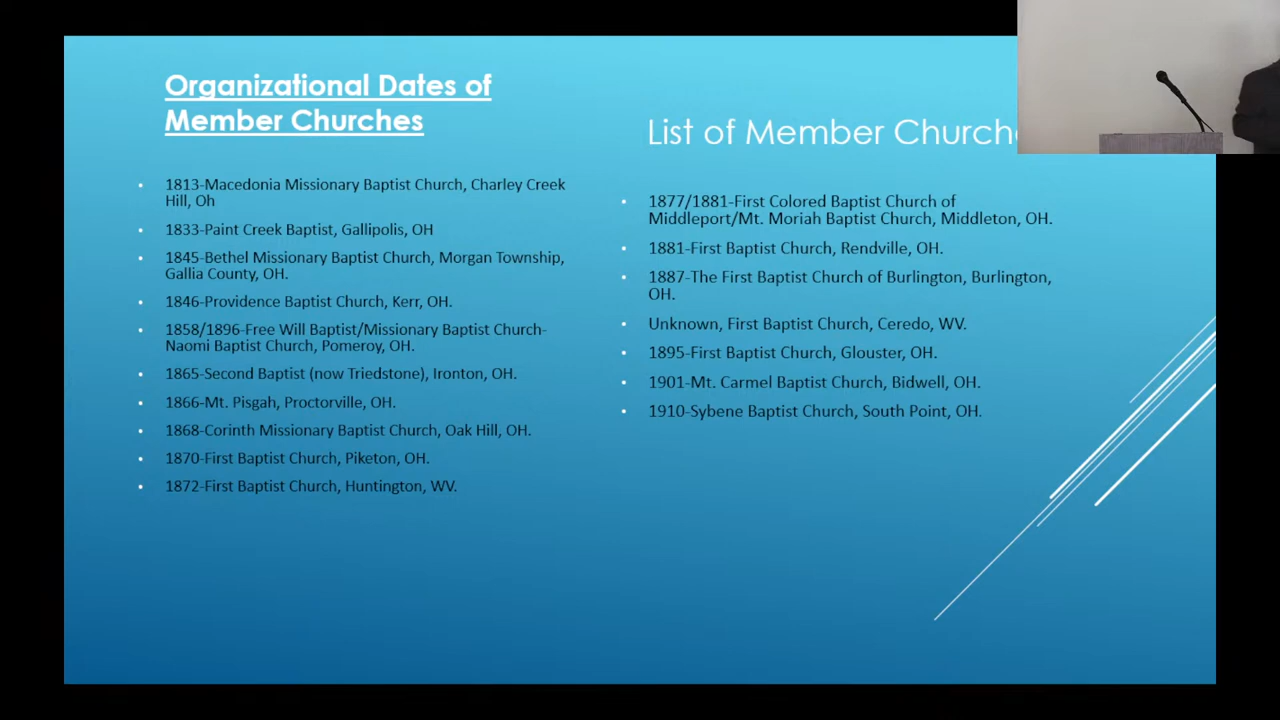 Organizational Dates of
Member Churches
1813-Macedonia Missionary Baptist Church, Charley Creek
Hill, Oh
1833-Paint Creek Baptist, Gallipolis, OH
1845-Bethel Missionary Baptist Church, Morgan Township,
Gallia County, OH.
1846-Providence Baptist Church, Kerr, OH.
1858/1896-Free Will Baptist/Missionary Baptist Church-
Naomi Baptist Church, Pomeroy, OH.
1865-Second Baptist (now Triedstone), Ironton, OH.
1866-Mt. Pisgah, Proctorville, OH.
1868-Corinth Missionary Baptist Church, Oak Hill, OH.
1870-First Baptist Church, Piketon, OH.
1872-First Baptist Church, Huntington, WV.
List of Member Church
1877/1881-First Colored Baptist Church of
Middleport/Mt. Moriah Baptist Church, Middleton, OH.
1881-First Baptist Church, Rendville, OH.
1887-The First Baptist Church of Burlington, Burlington,
OH.
Unknown, First Baptist Church, Ceredo, WV.
1895-First Baptist Church, Glouster, OH.
1901-Mt. Carmel Baptist Church, Bidwell, OH.
1910-Sybene Baptist Church, South Point, OH.